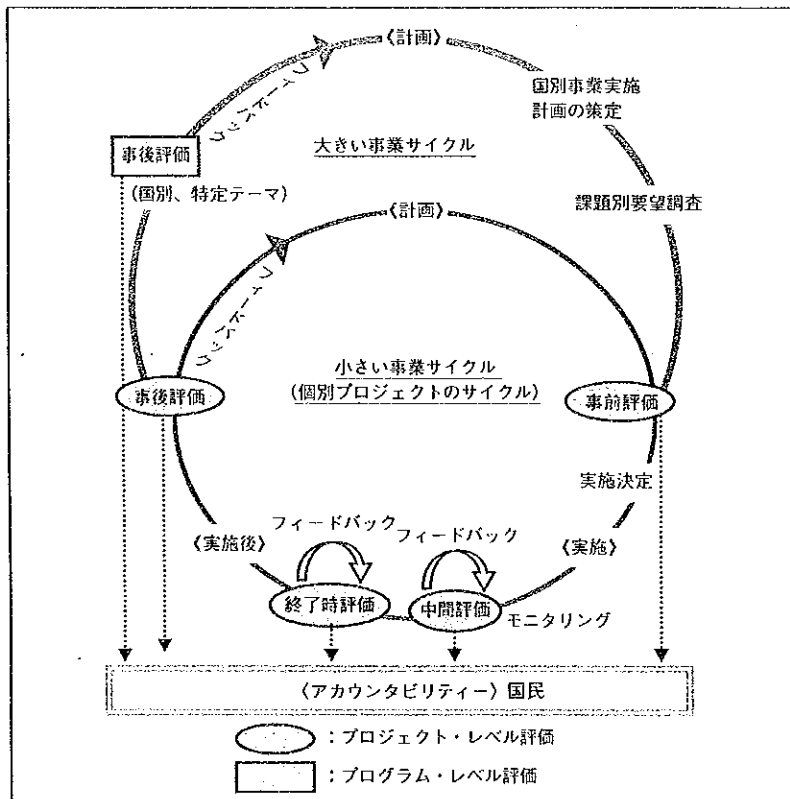 〈計画〉
フィードバック
国別事業実施
計画の策定
大きい事業サイクル
事後評価
(国別、特定テーマ)
課題別要望調査
〈計画〉
フィードバック
小さい事業サイクル
(個別プロジェクトのサイクル)
事後評価
事前評価
実施決定
〈実施後〉
フィードバック
フィードバック
〈実施〉
終了時評価
中間評価
モニタリング
〈アカウンタビリティー〉国民
:プロジェクト・レベル評価
:プログラム・レベル評価